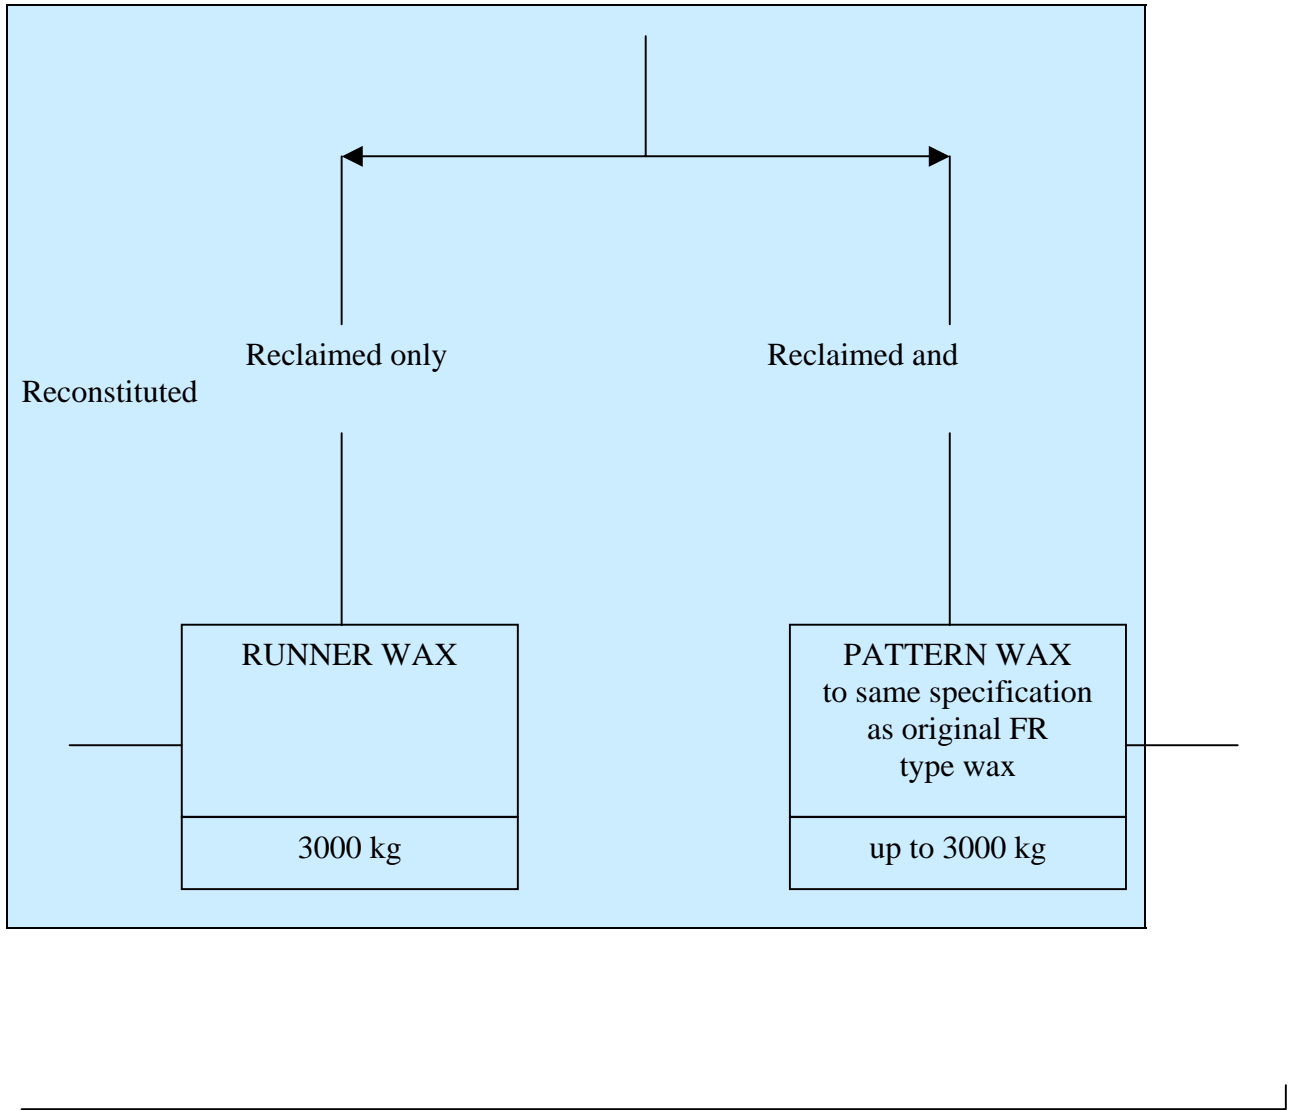 Reclaimed only Reclaimed and
Reconstituted
RUNNER WAX
PATTERN WAX
to same specification
as original FR
type wax
3000 kg
up to 3000 kg